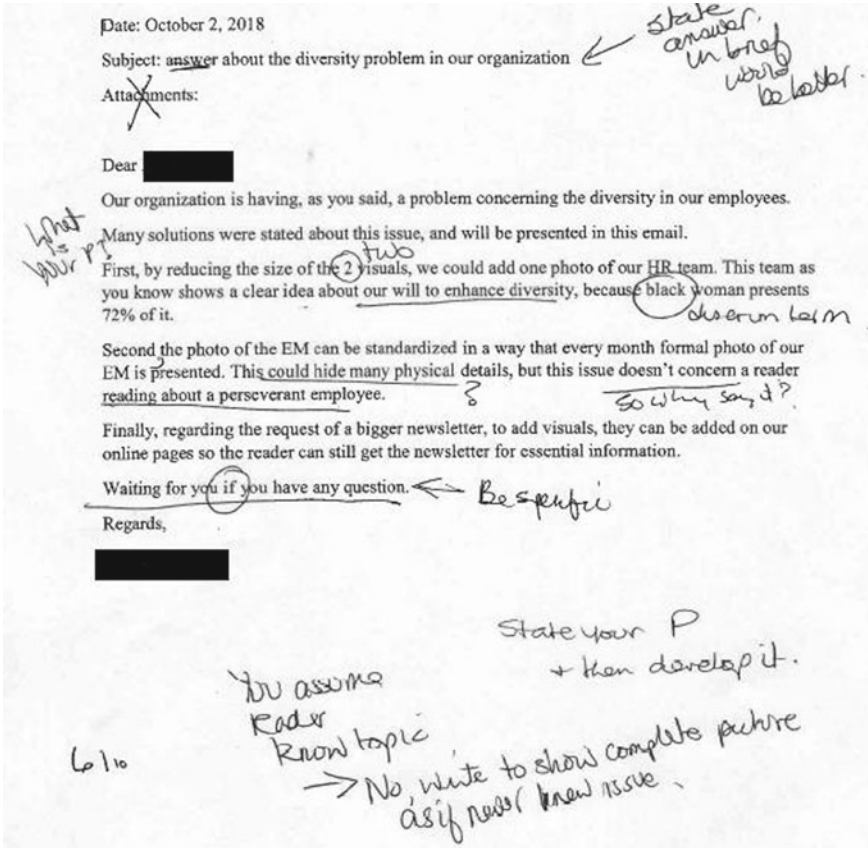 Date: October 2, 2018
state
answer.
in brief
would
be better.
Subject: answer about the diversity problem in our organization
Attachments:
Dear
Our organization is having, as you said, a problem concerning the diversity in our employees.
What
is
your P?
Many solutions were stated about this issue, and will be presented in this email.
two
First, by reducing the size of the 2 visuals, we could add one photo of our HR team. This team as
you know shows a clear idea about our will to enhance diversity, because black woman presents
72% of it.
discrim term
Second the photo of the EM can be standardized in a way that every month formal photo of our
EM is presented. This could hide many physical details, but this issue doesn't concern a reader
reading about a perseverant employee.
?
So why say it?
Finally, regarding the request of a bigger newsletter, to add visuals, they can be added on our
online pages so the reader can still get the newsletter for essential information.
Waiting for you if you have any question.
Be specific
Regards,
State your P
+ then develop it.
You assume
Reader
know topic
→ No, write to show complete picture
as if never knew issue.
6/10